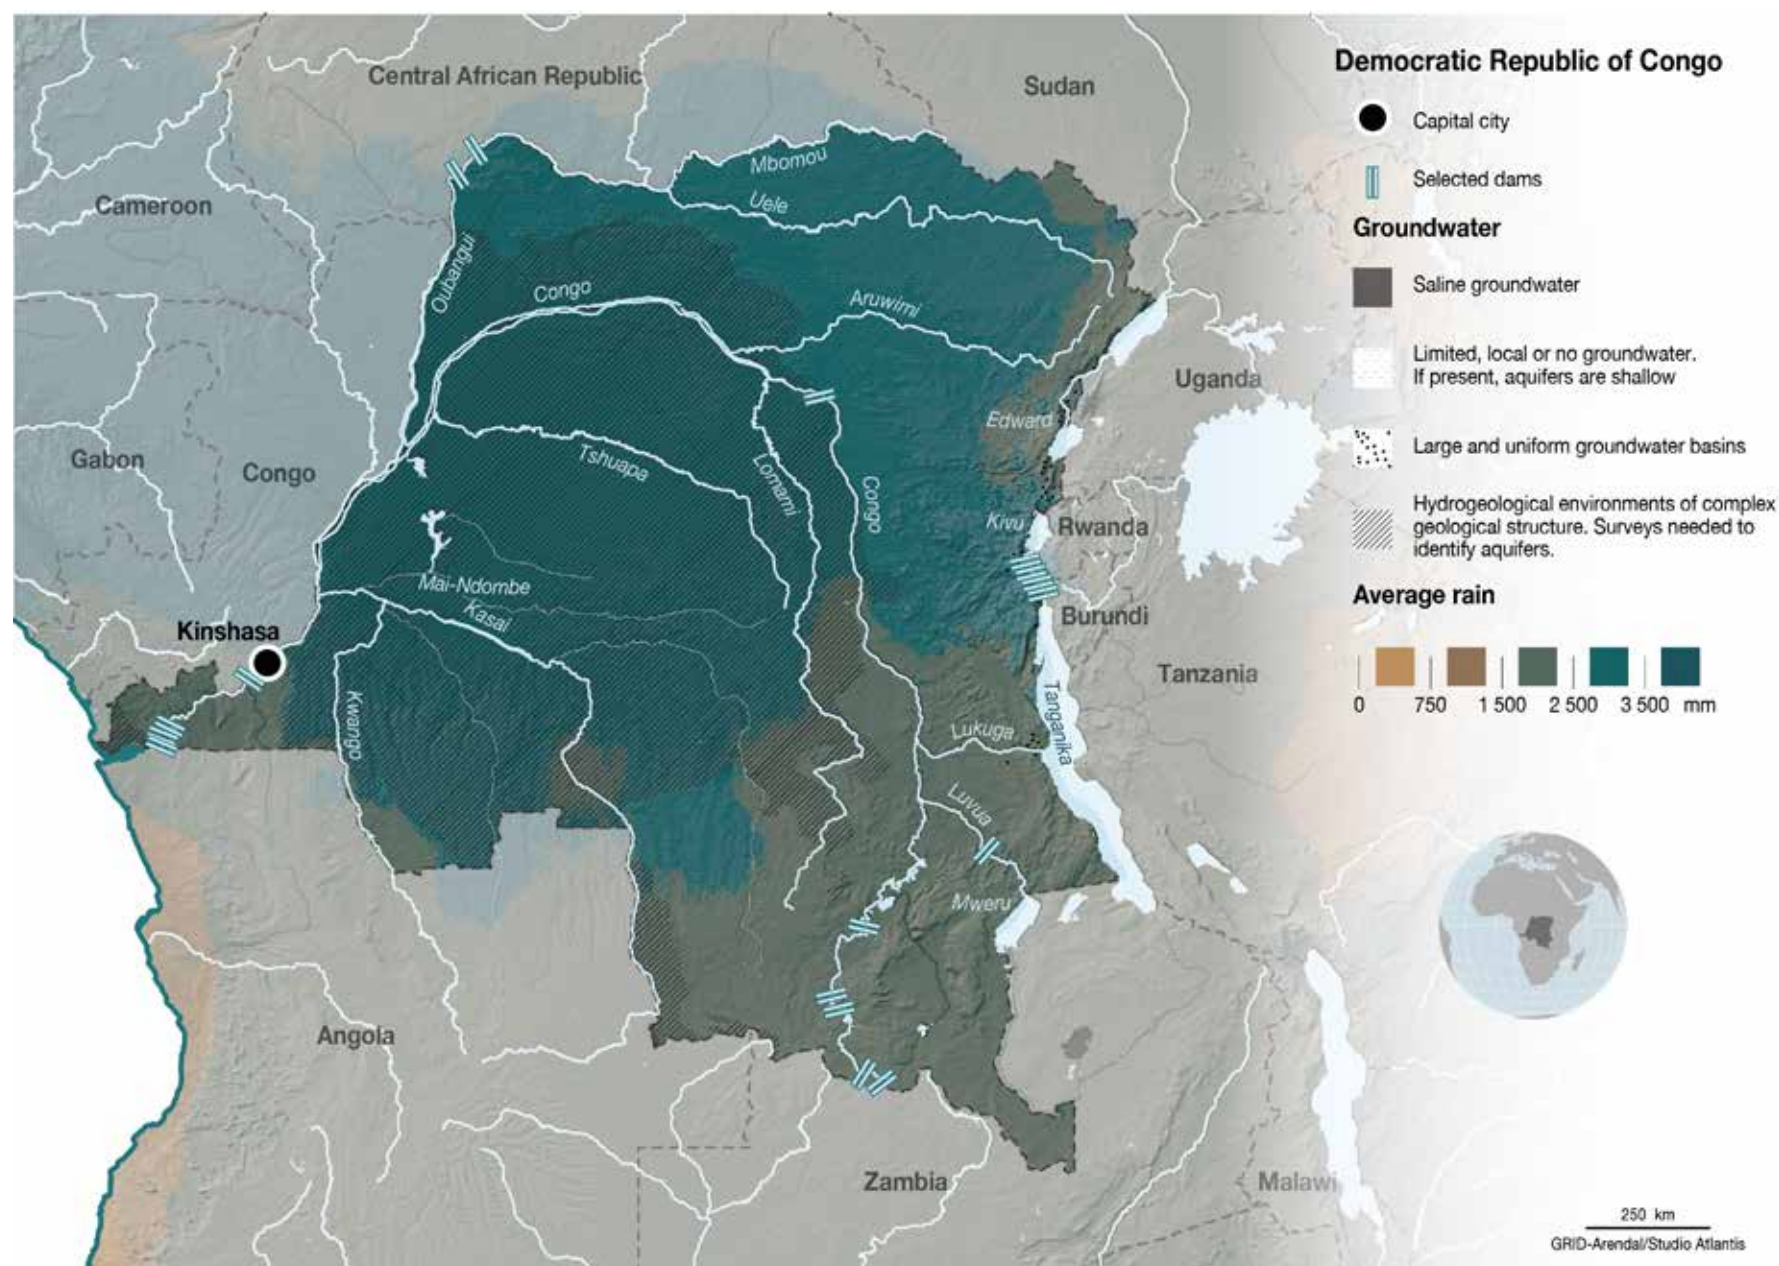 Democratic Republic of Congo
Capital city
Selected dams
Groundwater
Saline groundwater
Limited, local or no groundwater.
If present, aquifers are shallow
Large and uniform groundwater basins
Hydrogeological environments of complex
geological structure. Surveys needed to
identify aquifers.
Average rain
0 750 1 500 2 500 3 500 mm
Central African Republic
Sudan
Cameroon
Mbomou
Uele
Oubangui
Congo
Aruwimi
Uganda
Edward
Gabon
Congo
Tshuapa
Lomami
Congo
Kivu
Rwanda
Mai-Ndombe
Kasai
Burundi
Kinshasa
Tanzania
Kwango
Tanganika
Lukuga
Luvua
Mweru
Angola
Zambia
Malawi
250 km
GRID-Arendal/Studio Atlantis